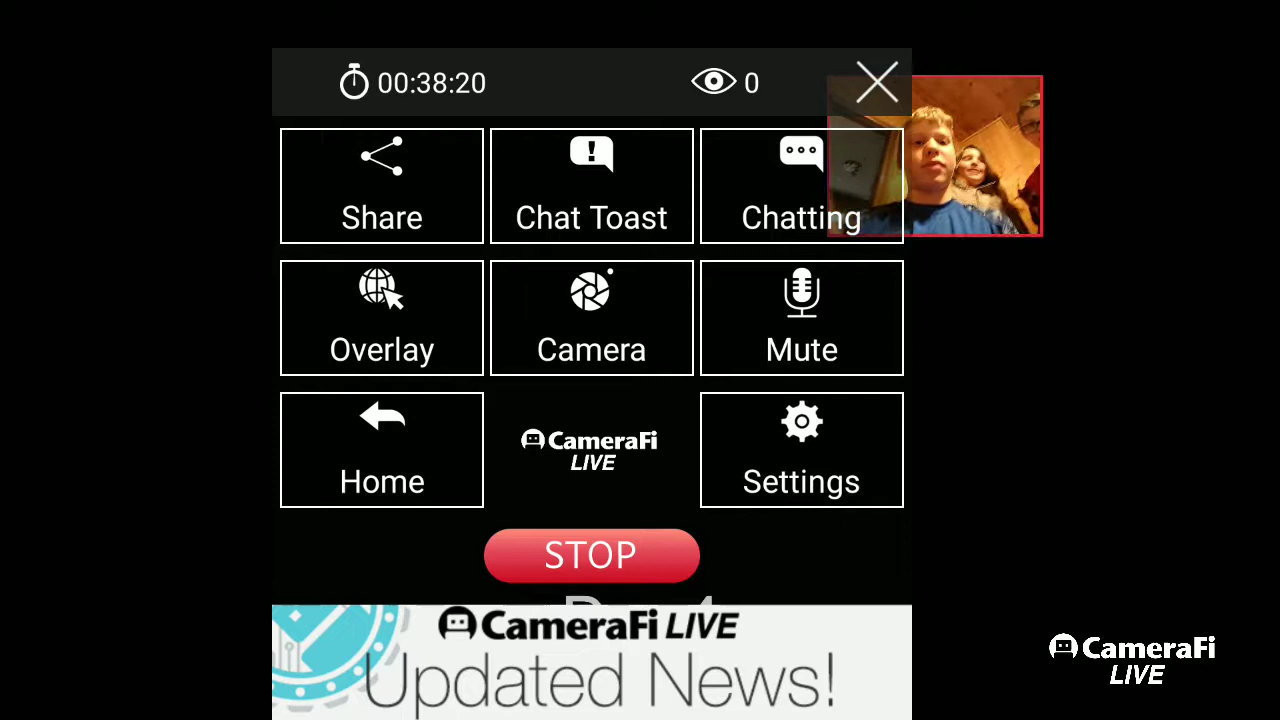 00:38:20 0
Share Chat Toast Chatting
Overlay Camera Mute
Home CameraFi LIVE Settings
STOP
CameraFi LIVE
Updated News!
CameraFi
LIVE